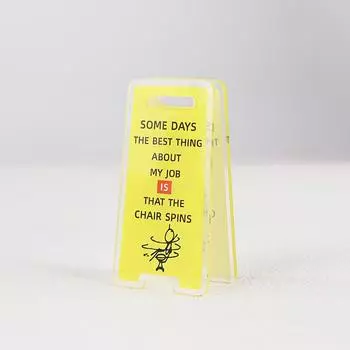 SOME DAYS
THE BEST THING
ABOUT
MY JOB
IS
THAT THE
CHAIR SPINS